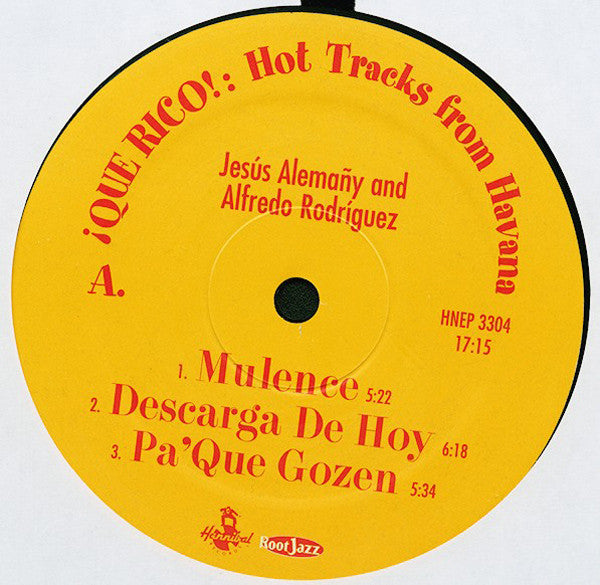 ¡QUE RICO!: Hot Tracks from Havana
Jesús Alemañy and
Alfredo Rodríguez
A.
HNEP 3304
17:15
1. Mulence 5:22
2. Descarga De Hoy 6:18
3. Pa'Que Gozen 5:34
Hannibal
RootJazz